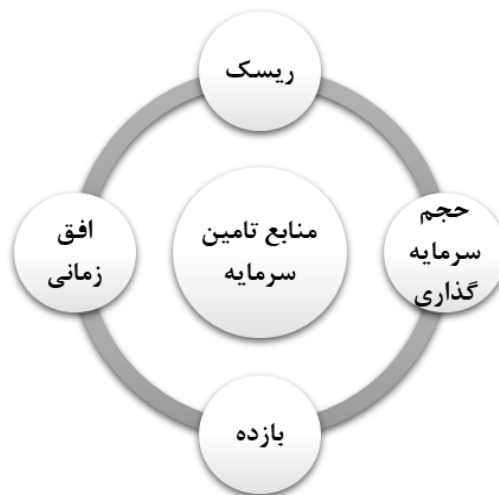 ریسک
حجم
سرمایه
گذاری
منابع تامین
سرمایه
افق
زمانی
بازده